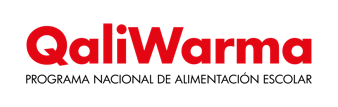 QaliWarma
PROGRAMA NACIONAL DE ALIMENTACIÓN ESCOLAR